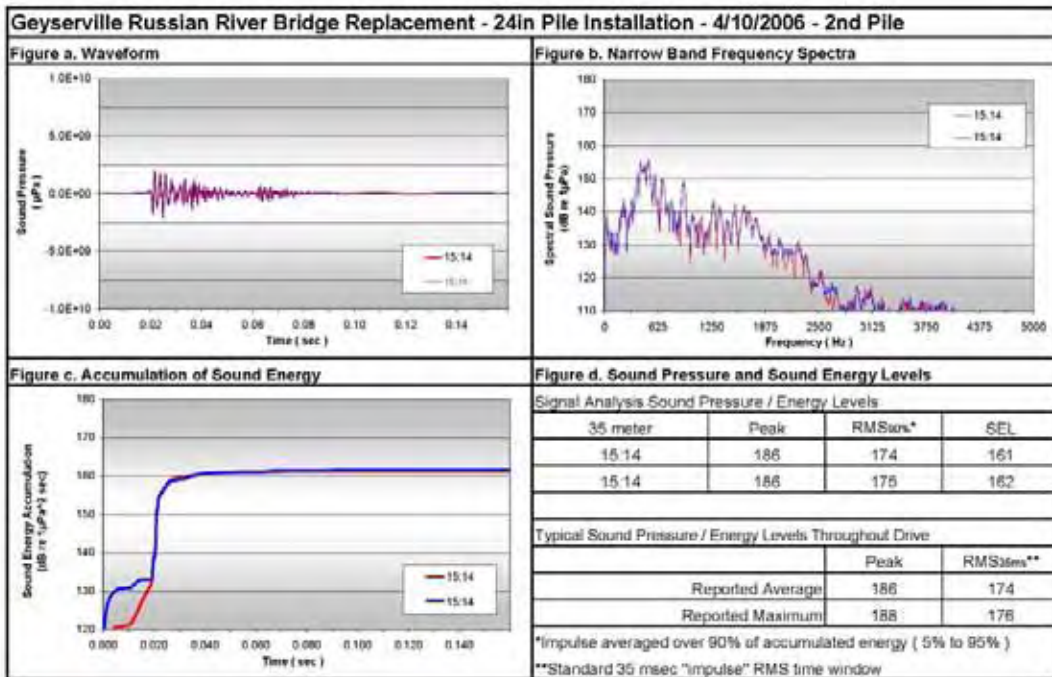 Geyserville Russian River Bridge Replacement - 24in Pile Installation - 4/10/2006 - 2nd Pile
Figure a. Waveform
1.0E+10
5.0E+09
0.0E+00
-5.0E+09
-1.0E+10
Sound Pressure
( µPa )
15:14
15:14
0.00 0.02 0.04 0.06 0.08 0.10 0.12 0.14
Time ( sec )
Figure b. Narrow Band Frequency Spectra
180
170
160
150
140
130
120
110
Spectral Sound Pressure
(dB re 1µPa)
15:14
15:14
0 625 1250 1875 2500 3125 3750 4375 5000
Frequency ( Hz )
Figure c. Accumulation of Sound Energy
180
170
160
150
140
130
120
Sound Energy Accumulation
(dB re 1µPa^2 sec)
15:14
15:14
0.000 0.020 0.040 0.060 0.080 0.100 0.120 0.140
Time ( sec )
Figure d. Sound Pressure and Sound Energy Levels
Signal Analysis Sound Pressure / Energy Levels
35 meter Peak RMS90%* SEL
15:14 186 174 161
15:14 186 175 162
Typical Sound Pressure / Energy Levels Throughout Drive
Peak RMS35ms**
Reported Average 186 174
Reported Maximum 188 176
*Impulse averaged over 90% of accumulated energy ( 5% to 95% )
**Standard 35 msec "impulse" RMS time window